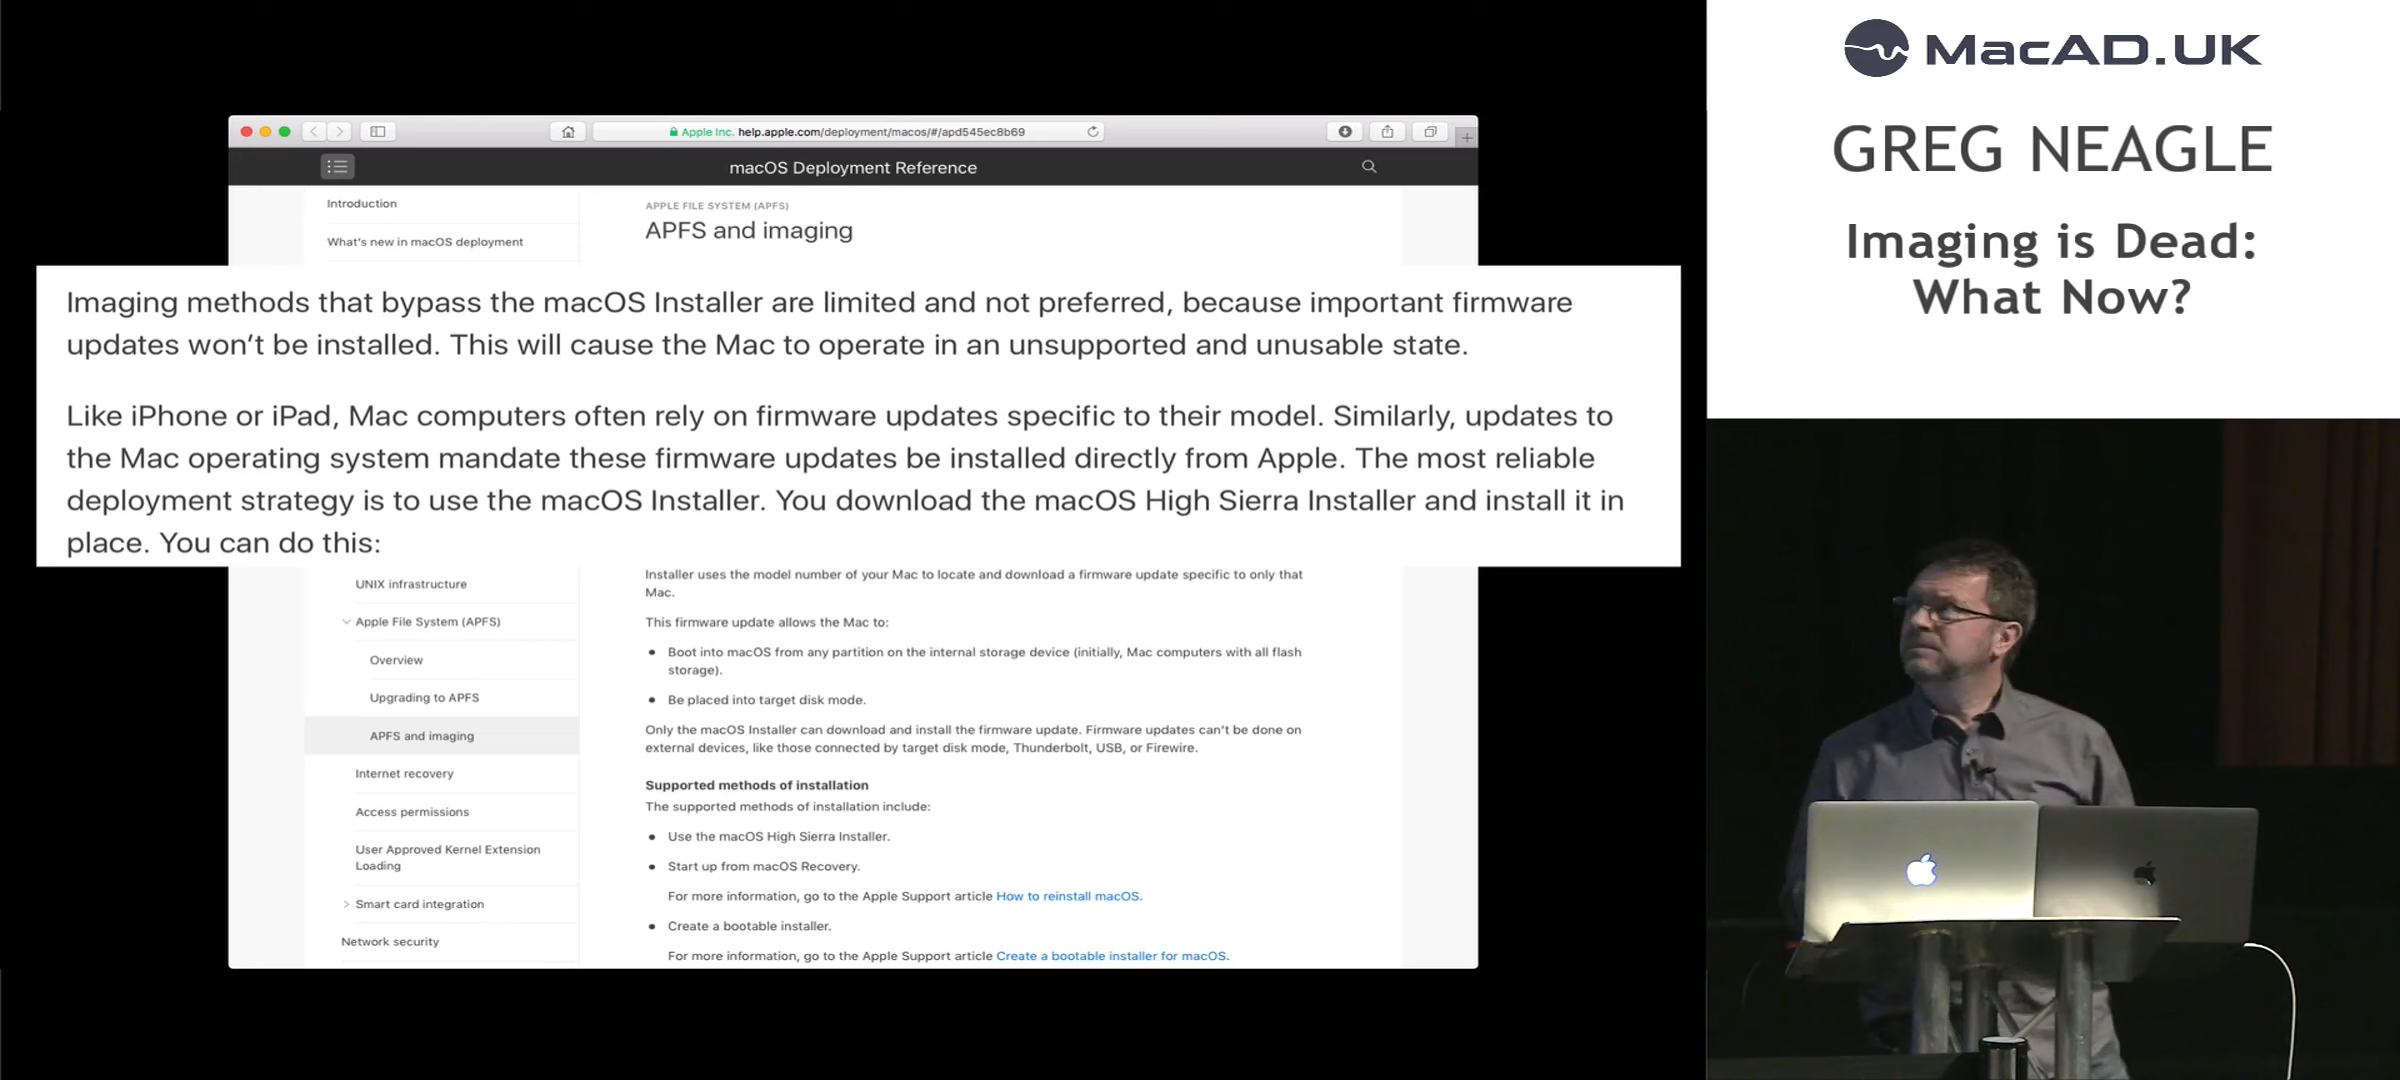 Apple Inc. help.apple.com/deployment/macos/#/apd545ec8b69
macOS Deployment Reference
Introduction
What's new in macOS deployment
APPLE FILE SYSTEM (APFS)
APFS and imaging
Imaging methods that bypass the macOS Installer are limited and not preferred, because important firmware
updates won't be installed. This will cause the Mac to operate in an unsupported and unusable state.
Like iPhone or iPad, Mac computers often rely on firmware updates specific to their model. Similarly, updates to
the Mac operating system mandate these firmware updates be installed directly from Apple. The most reliable
deployment strategy is to use the macOS Installer. You download the macOS High Sierra Installer and install it in
place. You can do this:
UNIX infrastructure
Apple File System (APFS)
Overview
Upgrading to APFS
APFS and imaging
Internet recovery
Access permissions
User Approved Kernel Extension
Loading
Smart card integration
Network security
Installer uses the model number of your Mac to locate and download a firmware update specific to only that
Mac.
This firmware update allows the Mac to:
• Boot into macOS from any partition on the internal storage device (initially, Mac computers with all flash
storage).
• Be placed into target disk mode.
Only the macOS Installer can download and install the firmware update. Firmware updates can't be done on
external devices, like those connected by target disk mode, Thunderbolt, USB, or Firewire.
Supported methods of installation
The supported methods of installation include:
• Use the macOS High Sierra Installer.
• Start up from macOS Recovery.
For more information, go to the Apple Support article How to reinstall macOS.
• Create a bootable installer.
For more information, go to the Apple Support article Create a bootable installer for macOS.
MacAD.UK
GREG NEAGLE
Imaging is Dead:
What Now?